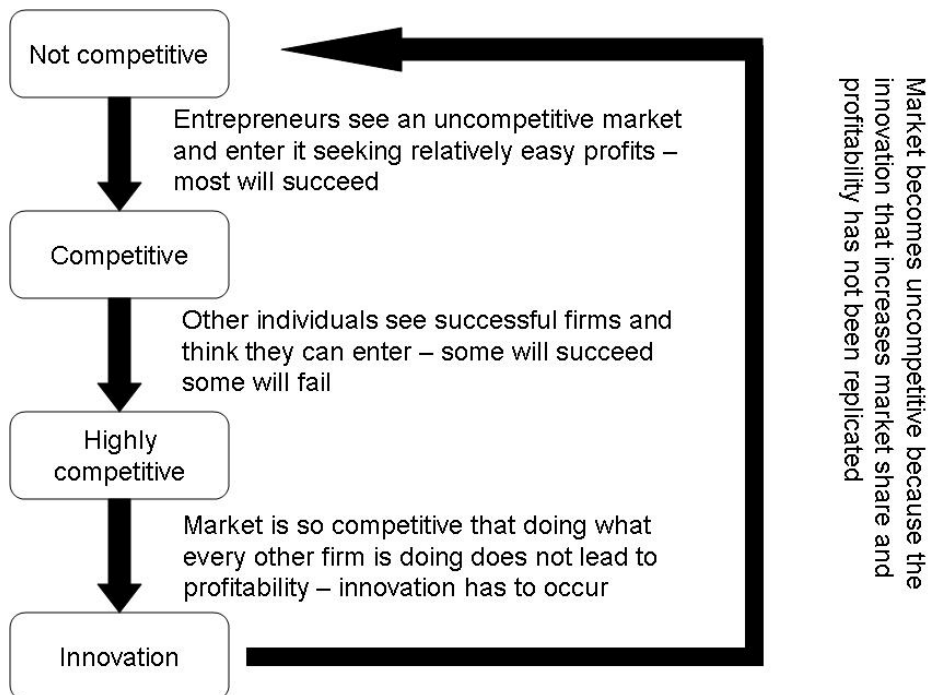 Not competitive
Entrepreneurs see an uncompetitive market
and enter it seeking relatively easy profits –
most will succeed
Competitive
Other individuals see successful firms and
think they can enter – some will succeed
some will fail
Highly
competitive
Market is so competitive that doing what
every other firm is doing does not lead to
profitability – innovation has to occur
Innovation
Market becomes uncompetitive because the
innovation that increases market share and
profitability has not been replicated